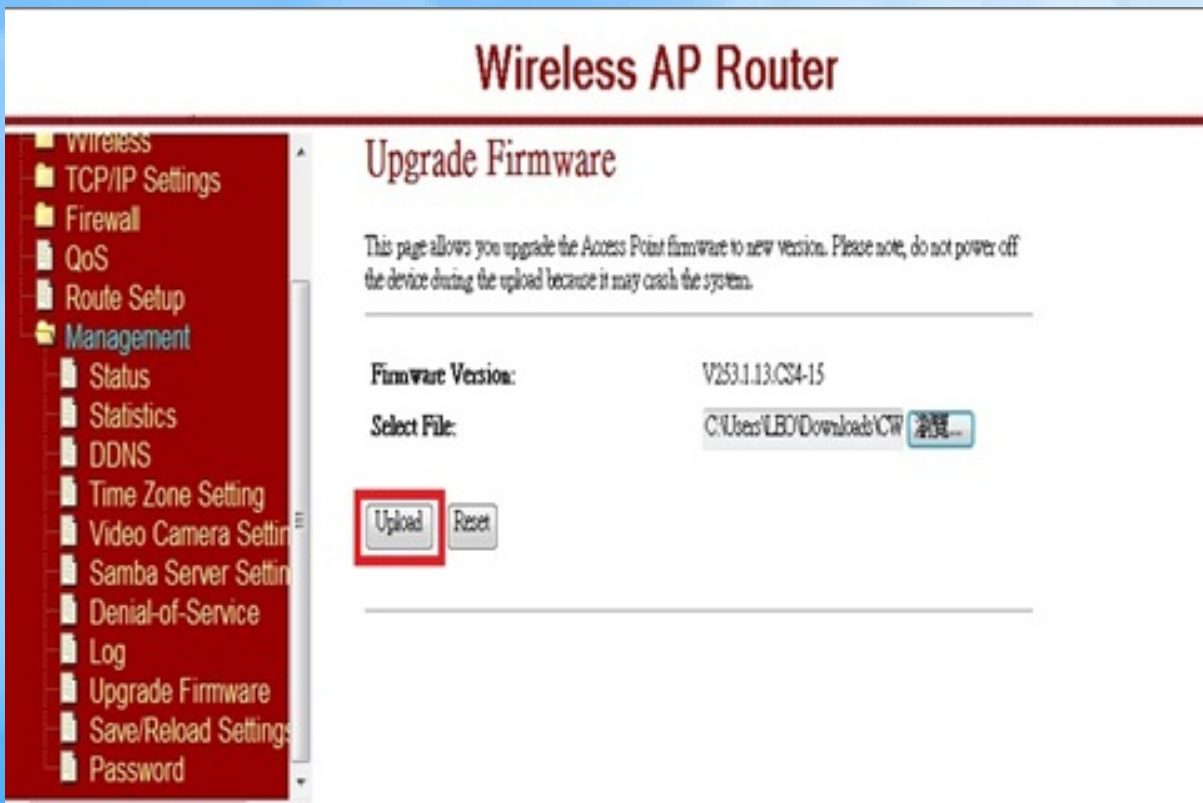 Wireless AP Router
Wireless
TCP/IP Settings
Firewall
QoS
Route Setup
Management
Status
Statistics
DDNS
Time Zone Setting
Video Camera Settin
Samba Server Settin
Denial-of-Service
Log
Upgrade Firmware
Save/Reload Settings
Password
Upgrade Firmware
This page allows you upgrade the Access Point firmware to new version. Please note, do not power off
the device during the upload because it may crash the system.
Firmware Version: V253.1.13.CS4-15
Select File: C:\Users\LEO\Downloads\CW 瀏覽...
Upload Reset